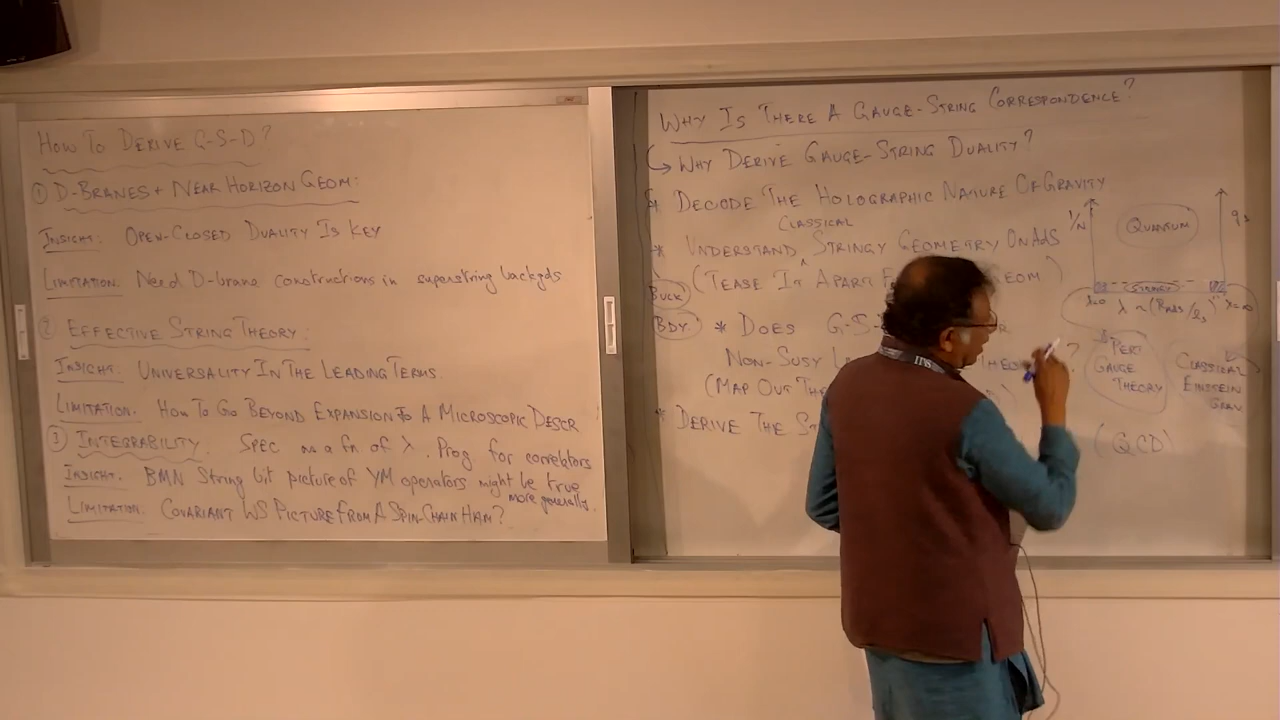 HOW TO DERIVE G-S-D?
① D-BRANES + NEAR HORIZON GEOM:
INSIGHT: OPEN-CLOSED DUALITY IS KEY
LIMITATION: Need D-brane constructions in superstring backgds
② EFFECTIVE STRING THEORY:
INSIGHT: UNIVERSALITY IN THE LEADING TERMS.
LIMITATION: HOW TO GO BEYOND EXPANSION TO A MICROSCOPIC DESCR
③ INTEGRABILITY. SPEC as a fn of λ. Prog for correlators
INSIGHT: BMN String bit picture of YM operators might be true more generally.
LIMITATION: COVARIANT WS PICTURE FROM A SPIN-CHAIN HAM?
WHY IS THERE A GAUGE-STRING CORRESPONDENCE?
↳ WHY DERIVE GAUGE-STRING DUALITY?
* DECODE THE HOLOGRAPHIC NATURE OF GRAVITY
CLASSICAL
* UNDERSTAND STRINGY GEOMETRY ON AdS
(TEASE IT APART GEOM)
BULK
BDY.
* DOES G-S-
NON-SUSY
(MAP OUT THE
* DERIVE THE
?
1/N
QUANTUM
g_s
λ=0 λ ~ (R_AdS/l_s) λ=∞
PERT
GAUGE
THEORY
CLASSICAL
EINSTEIN
GRAV
(QCD)